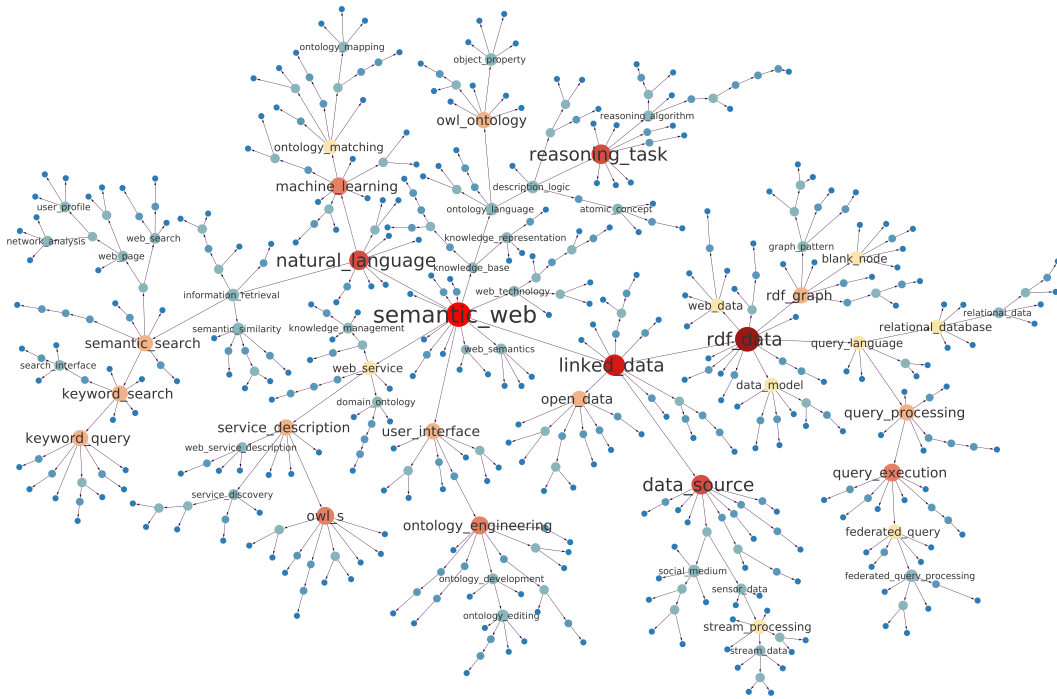 ontology_mapping
object_property
owl_ontology
reasoning_algorithm
ontology_matching
reasoning_task
machine_learning
description_logic
user_profile
ontology_language
atomic_concept
network_analysis
web_search
knowledge_representation
graph_pattern
web_page
natural_language
knowledge_base
blank_node
information_retrieval
web_technology
rdf_graph
web_data
semantic_web
relational_data
semantic_similarity
knowledge_management
relational_database
semantic_search
rdf_data
query_language
web_semantics
search_interface
web_service
linked_data
data_model
keyword_search
domain_ontology
open_data
query_processing
service_description
user_interface
keyword_query
web_service_description
query_execution
data_source
service_discovery
owl_s
ontology_engineering
federated_query
social_medium
federated_query_processing
ontology_development
sensor_data
ontology_editing
stream_processing
stream_data